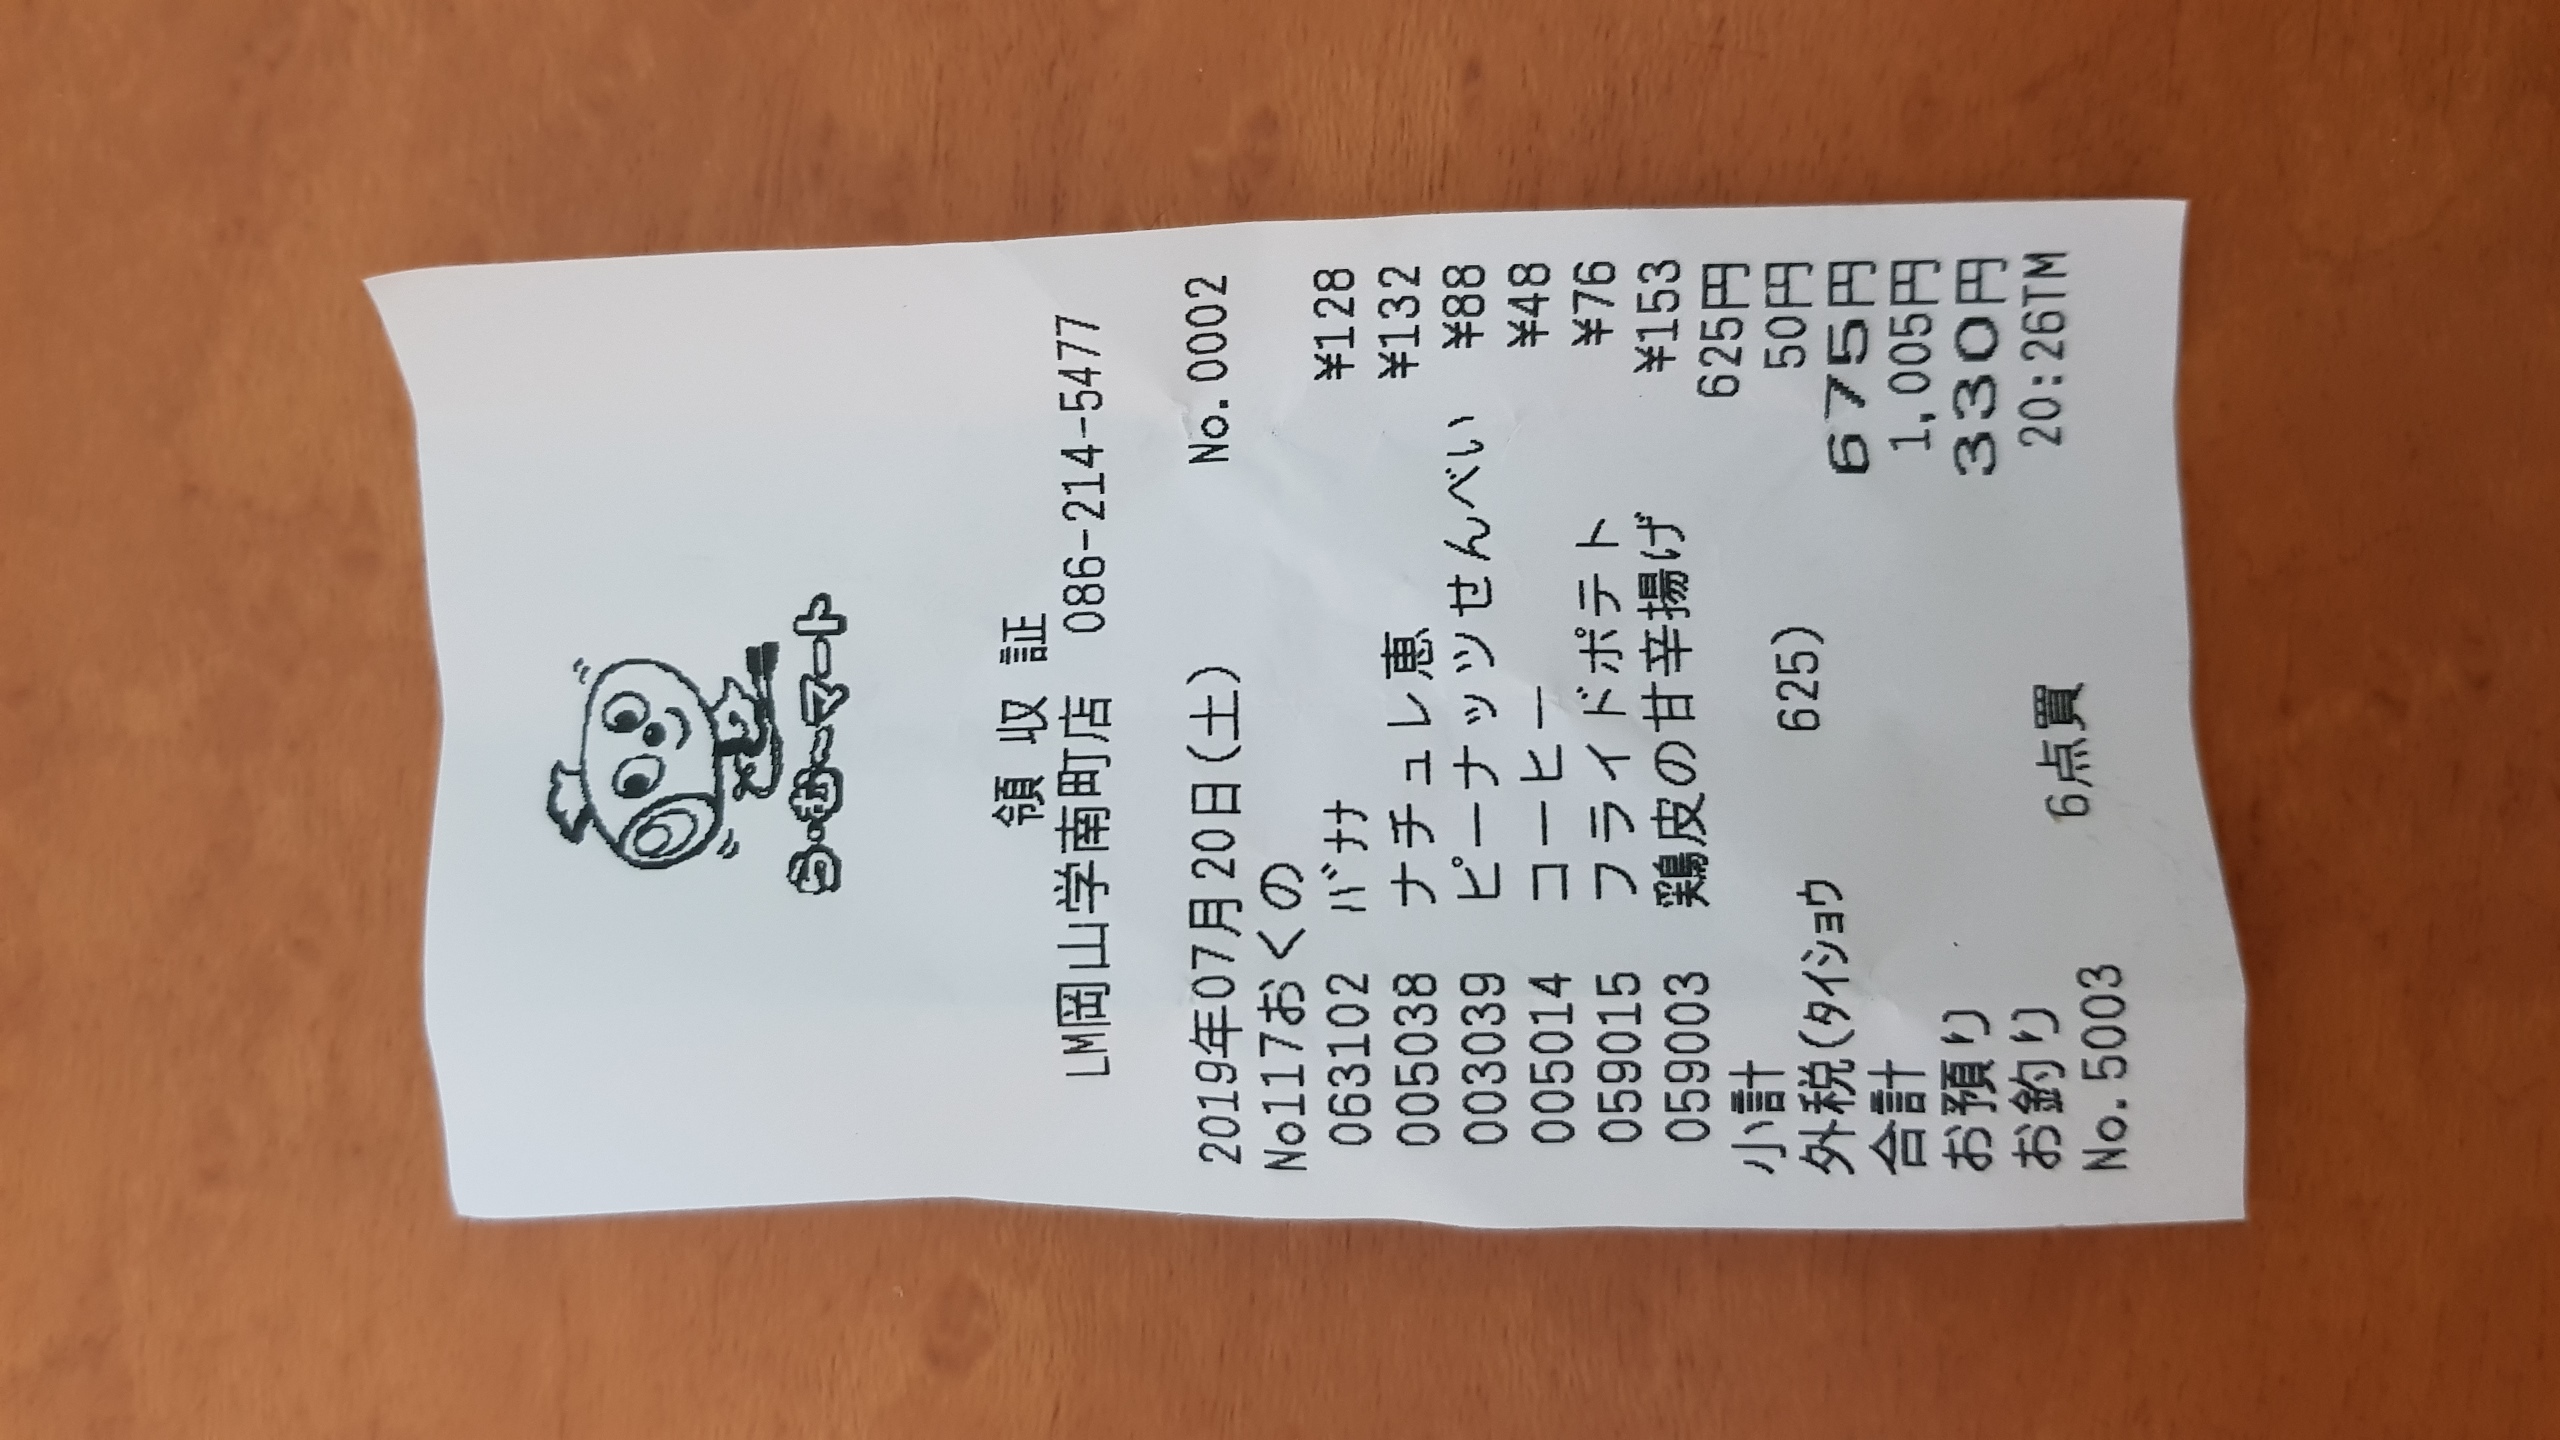 ら・む～マート
領収証
LM岡山学南町店 086-214-5477
2019年07月20日(土) No.0002
No117おくの
063102 ﾊﾞﾅﾅ ¥128
005038 ナチュレ恵 ¥132
003039 ピーナッツせんべい ¥88
005014 コーヒー ¥48
059015 フライドポテト ¥76
059003 鶏皮の甘辛揚げ ¥153
小計 625円
外税(ﾀｲｼｮｳ 625) 50円
合計 675円
お預り 1,005円
お釣り 330円
No.5003 6点買 20:26TM